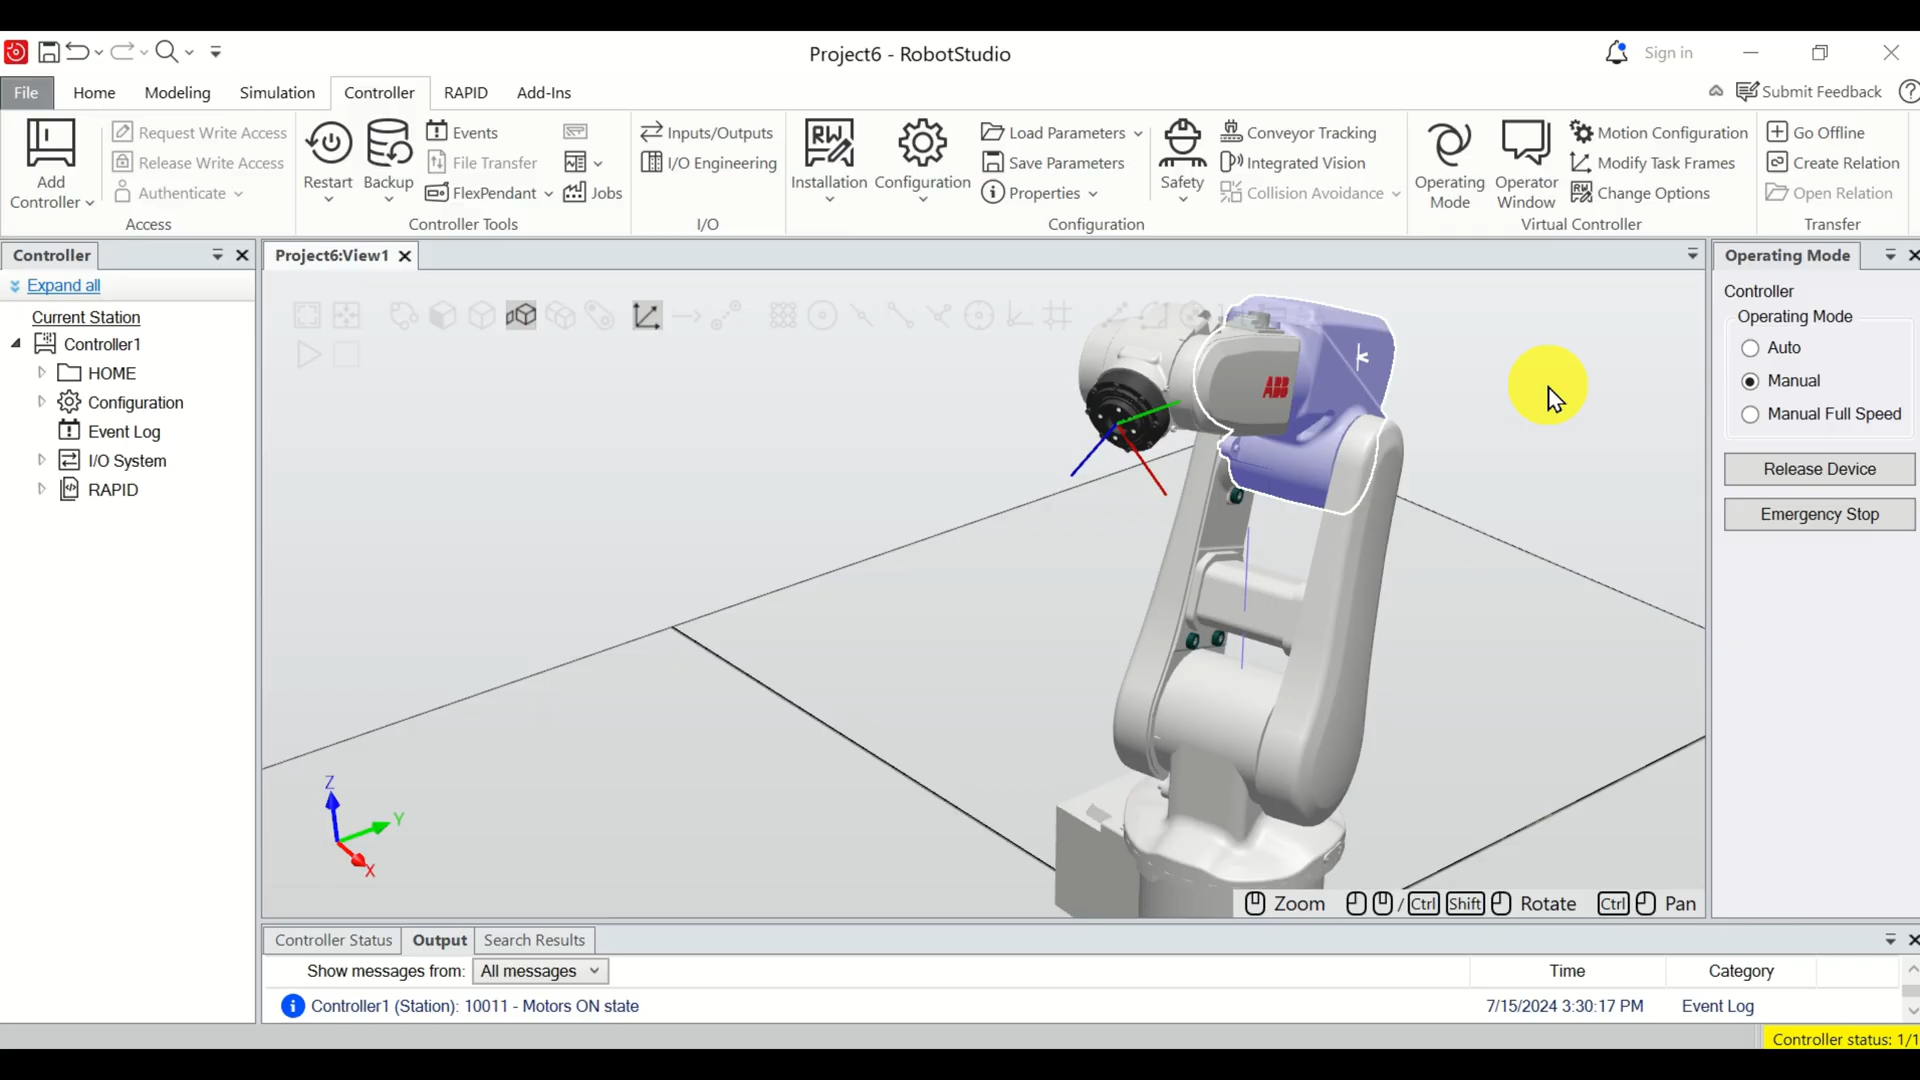 Project6 - RobotStudio
Sign in
File Home Modeling Simulation Controller RAPID Add-Ins
Submit Feedback
Add Controller
Request Write Access
Release Write Access
Authenticate
Access
Restart
Backup
Events
File Transfer
FlexPendant
Jobs
Controller Tools
Inputs/Outputs
I/O Engineering
I/O
RW
Installation
Configuration
Load Parameters
Save Parameters
Properties
Safety
Conveyor Tracking
Integrated Vision
Collision Avoidance
Configuration
Operating Mode
Operator Window
Motion Configuration
Modify Task Frames
RW
Change Options
Virtual Controller
Go Offline
Create Relation
Open Relation
Transfer
Controller
Expand all
Current Station
Controller1
HOME
Configuration
Event Log
I/O System
RAPID
Project6:View1
ABB
Z
Y
X
Zoom / Ctrl Shift Rotate Ctrl Pan
Operating Mode
Controller
Operating Mode
Auto
Manual
Manual Full Speed
Release Device
Emergency Stop
Controller Status Output Search Results
Show messages from: All messages Time Category
Controller1 (Station): 10011 - Motors ON state 7/15/2024 3:30:17 PM Event Log
Controller status: 1/1